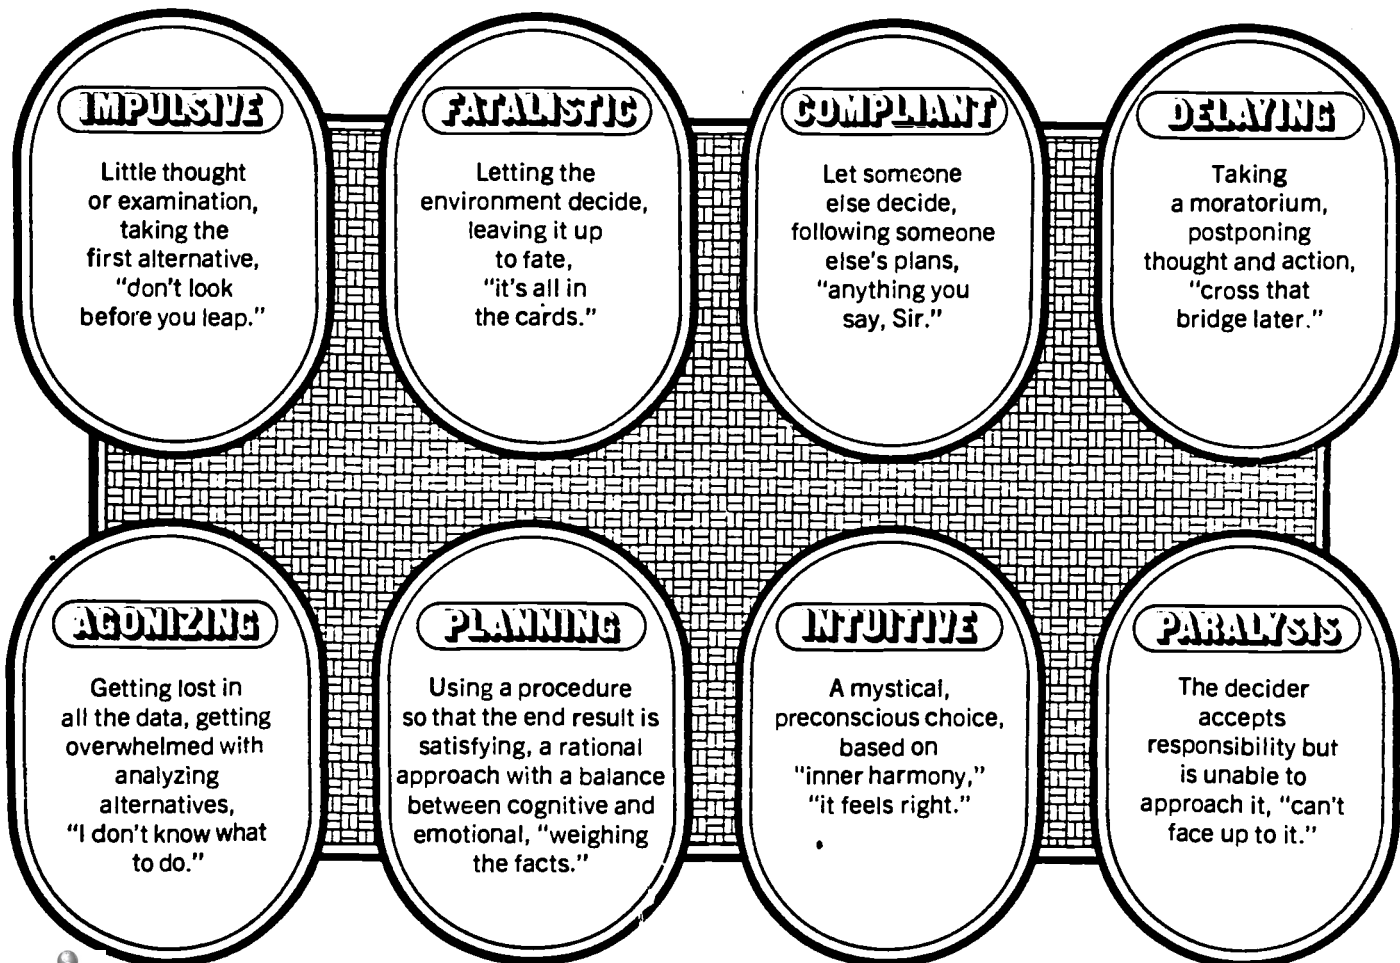 IMPULSIVE
Little thought
or examination,
taking the
first alternative,
"don't look
before you leap."
FATALISTIC
Letting the
environment decide,
leaving it up
to fate,
"it's all in
the cards."
COMPLIANT
Let someone
else decide,
following someone
else's plans,
"anything you
say, Sir."
DELAYING
Taking
a moratorium,
postponing
thought and action,
"cross that
bridge later."
AGONIZING
Getting lost in
all the data, getting
overwhelmed with
analyzing
alternatives,
"I don't know what
to do."
PLANNING
Using a procedure
so that the end result is
satisfying, a rational
approach with a balance
between cognitive and
emotional, "weighing
the facts."
INTUITIVE
A mystical,
preconscious choice,
based on
"inner harmony,"
"it feels right."
PARALYSIS
The decider
accepts
responsibility but
is unable to
approach it, "can't
face up to it."